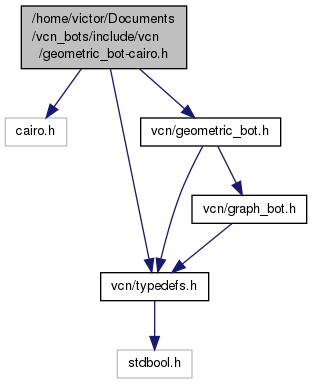 /home/victor/Documents
/vcn_bots/include/vcn
/geometric_bot-cairo.h
cairo.h
vcn/geometric_bot.h
vcn/graph_bot.h
vcn/typedefs.h
stdbool.h